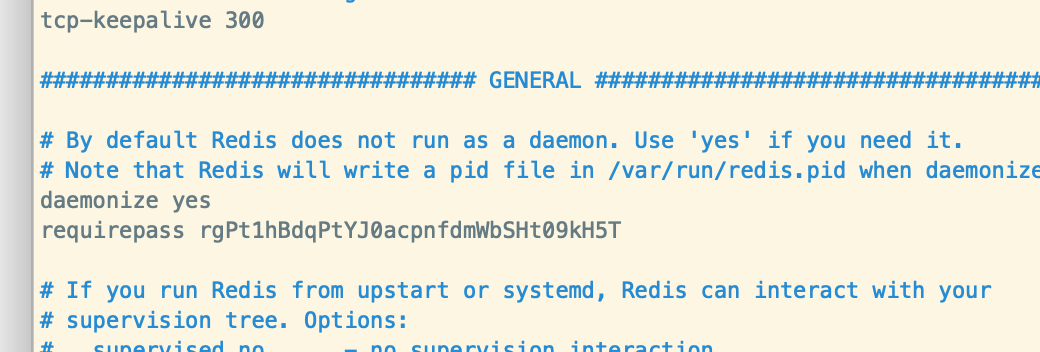 tcp-keepalive 300
################################# GENERAL ##################################
# By default Redis does not run as a daemon. Use 'yes' if you need it.
# Note that Redis will write a pid file in /var/run/redis.pid when daemonize
daemonize yes
requirepass rgPt1hBdqPtYJ0acpnfdmWbSHt09kH5T
# If you run Redis from upstart or systemd, Redis can interact with your
# supervision tree. Options:
#   supervised no      - no supervision interaction